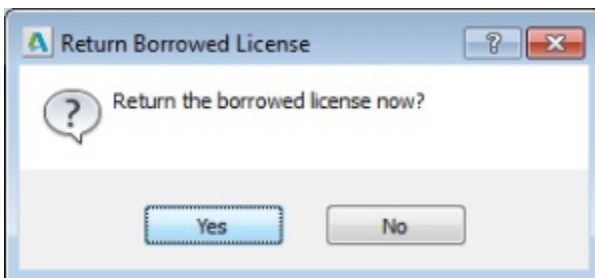 Return Borrowed License
Return the borrowed license now?
Yes No